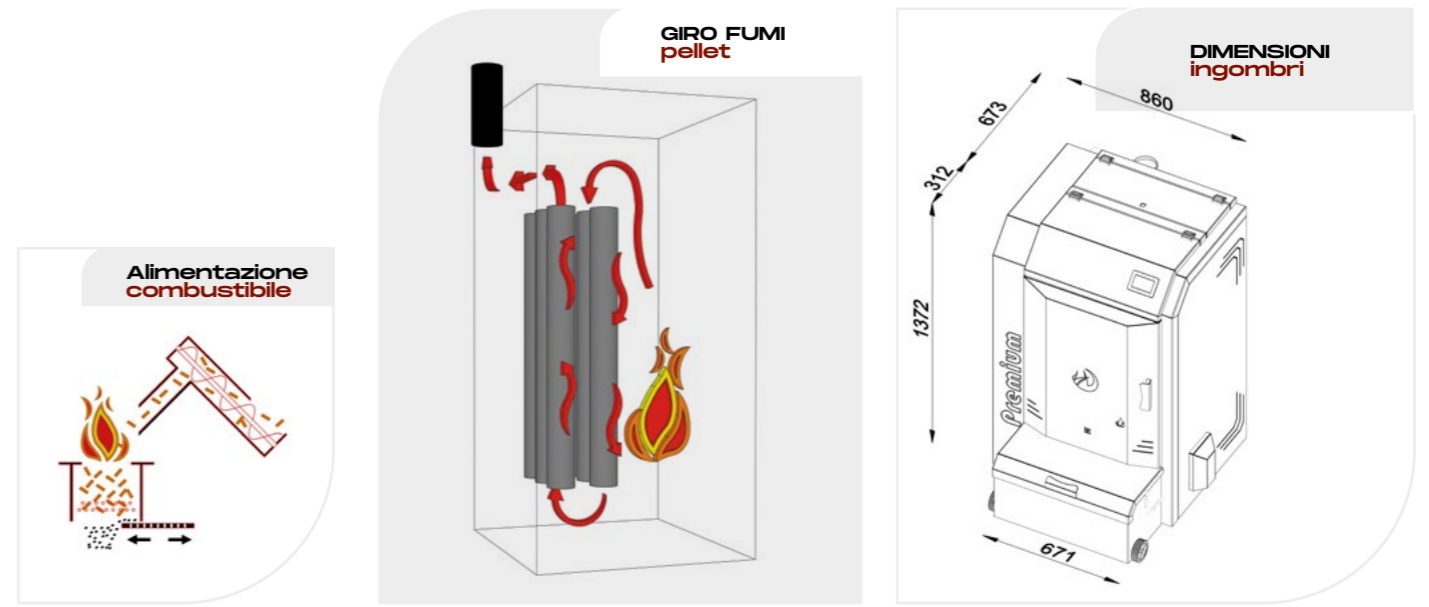 Alimentazione
combustibile
GIRO FUMI
pellet
DIMENSIONI
ingombri
860
673
312
1372
Premium
671